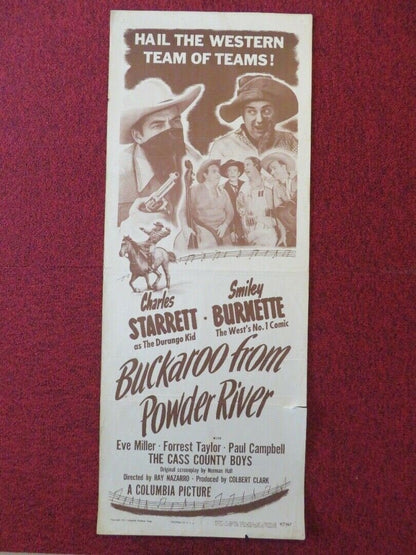 HAIL THE WESTERN
TEAM OF TEAMS!
Charles Smiley
STARRETT · BURNETTE
as The Durango Kid The West's No. 1 Comic
Buckaroo from
Powder River
WITH
Eve Miller · Forrest Taylor · Paul Campbell
THE CASS COUNTY BOYS
Original screenplay by Norman Hall
Directed by RAY NAZARRO · Produced by COLBERT CLARK
A COLUMBIA PICTURE